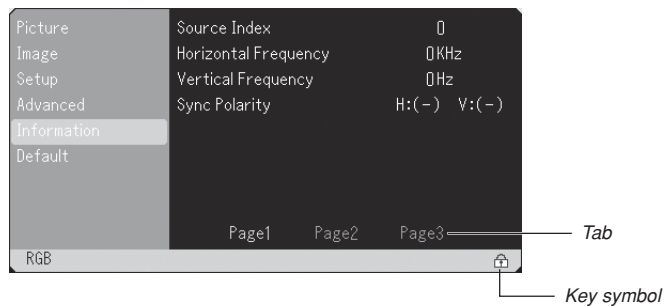 Picture
Image
Setup
Advanced
Information
Default
Source Index 0
Horizontal Frequency 0KHz
Vertical Frequency 0Hz
Sync Polarity H:(−) V:(−)
Page1 Page2 Page3
Tab
RGB
Key symbol